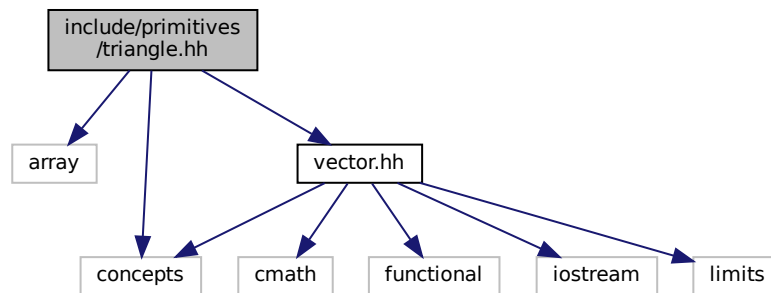 include/primitives
/triangle.hh
array
vector.hh
concepts
cmath
functional
iostream
limits